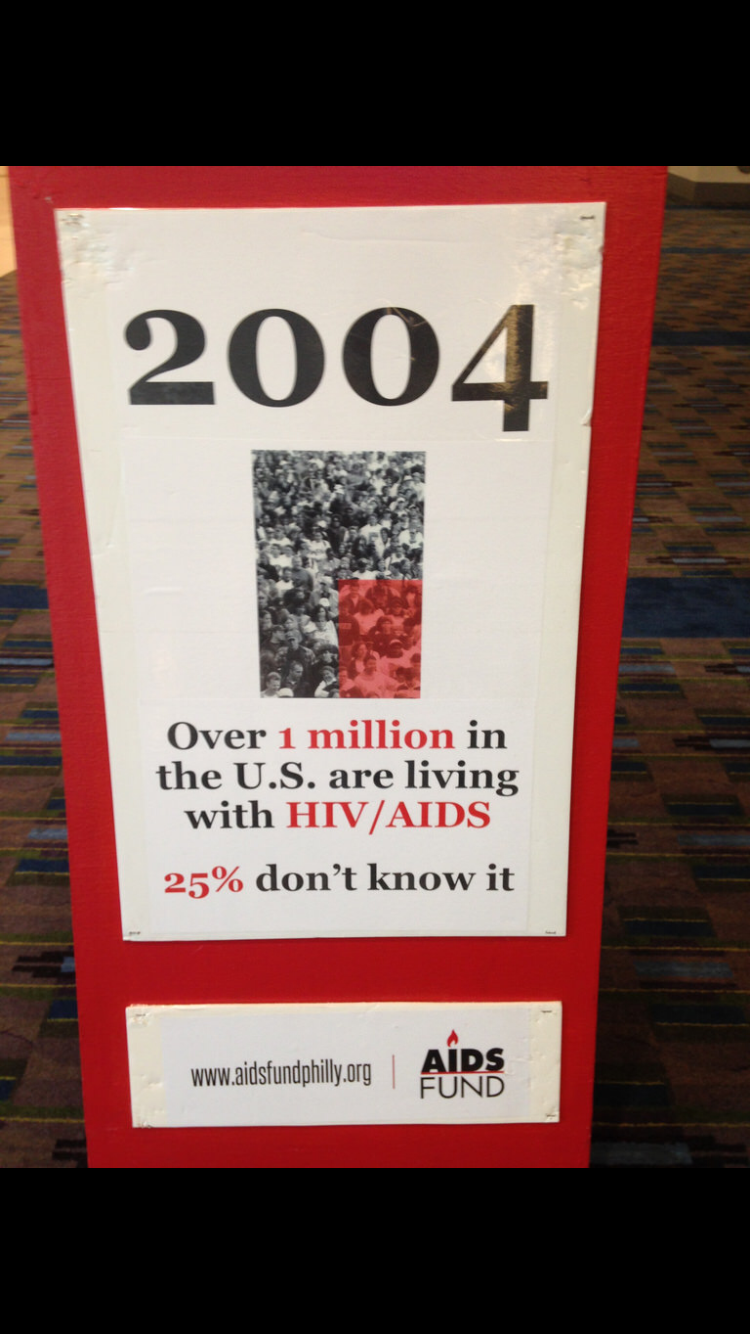 2004
Over 1 million in
the U.S. are living
with HIV/AIDS
25% don't know it
www.aidsfundphilly.org
AIDS
FUND